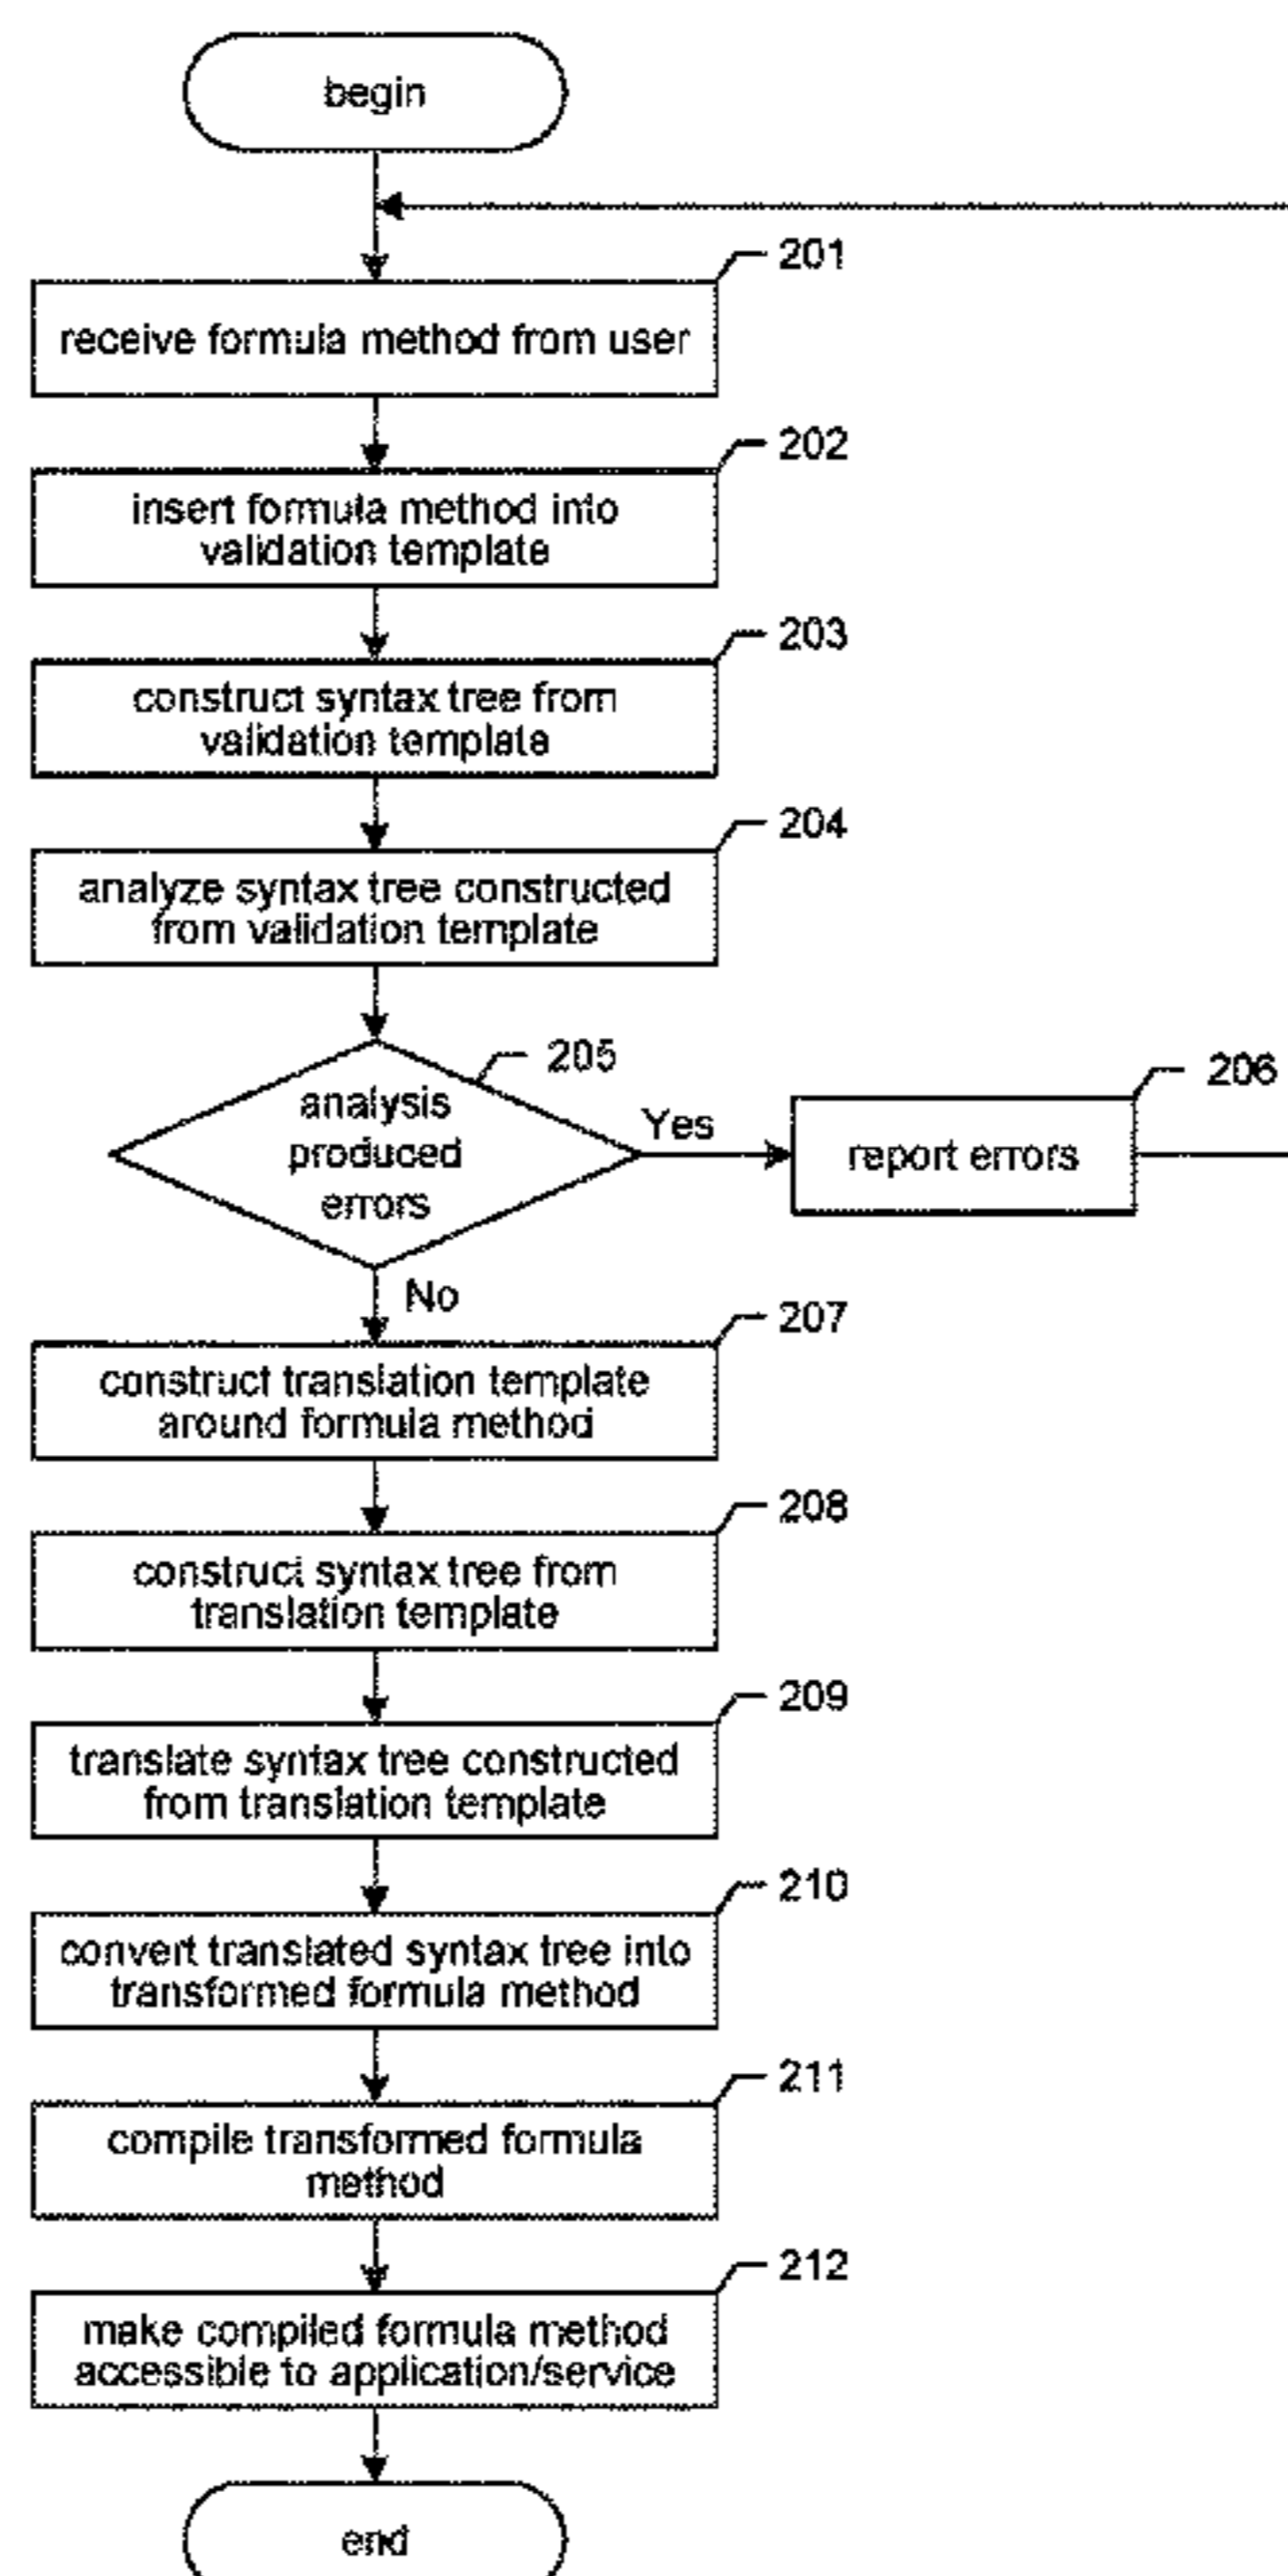 begin
201
receive formula method from user
202
insert formula method into
validation template
203
construct syntax tree from
validation template
204
analyze syntax tree constructed
from validation template
205
analysis
produced
errors
Yes
206
report errors
No
207
construct translation template
around formula method
208
construct syntax tree from
translation template
209
translate syntax tree constructed
from translation template
210
convert translated syntax tree into
transformed formula method
211
compile transformed formula
method
212
make compiled formula method
accessible to application/service
end